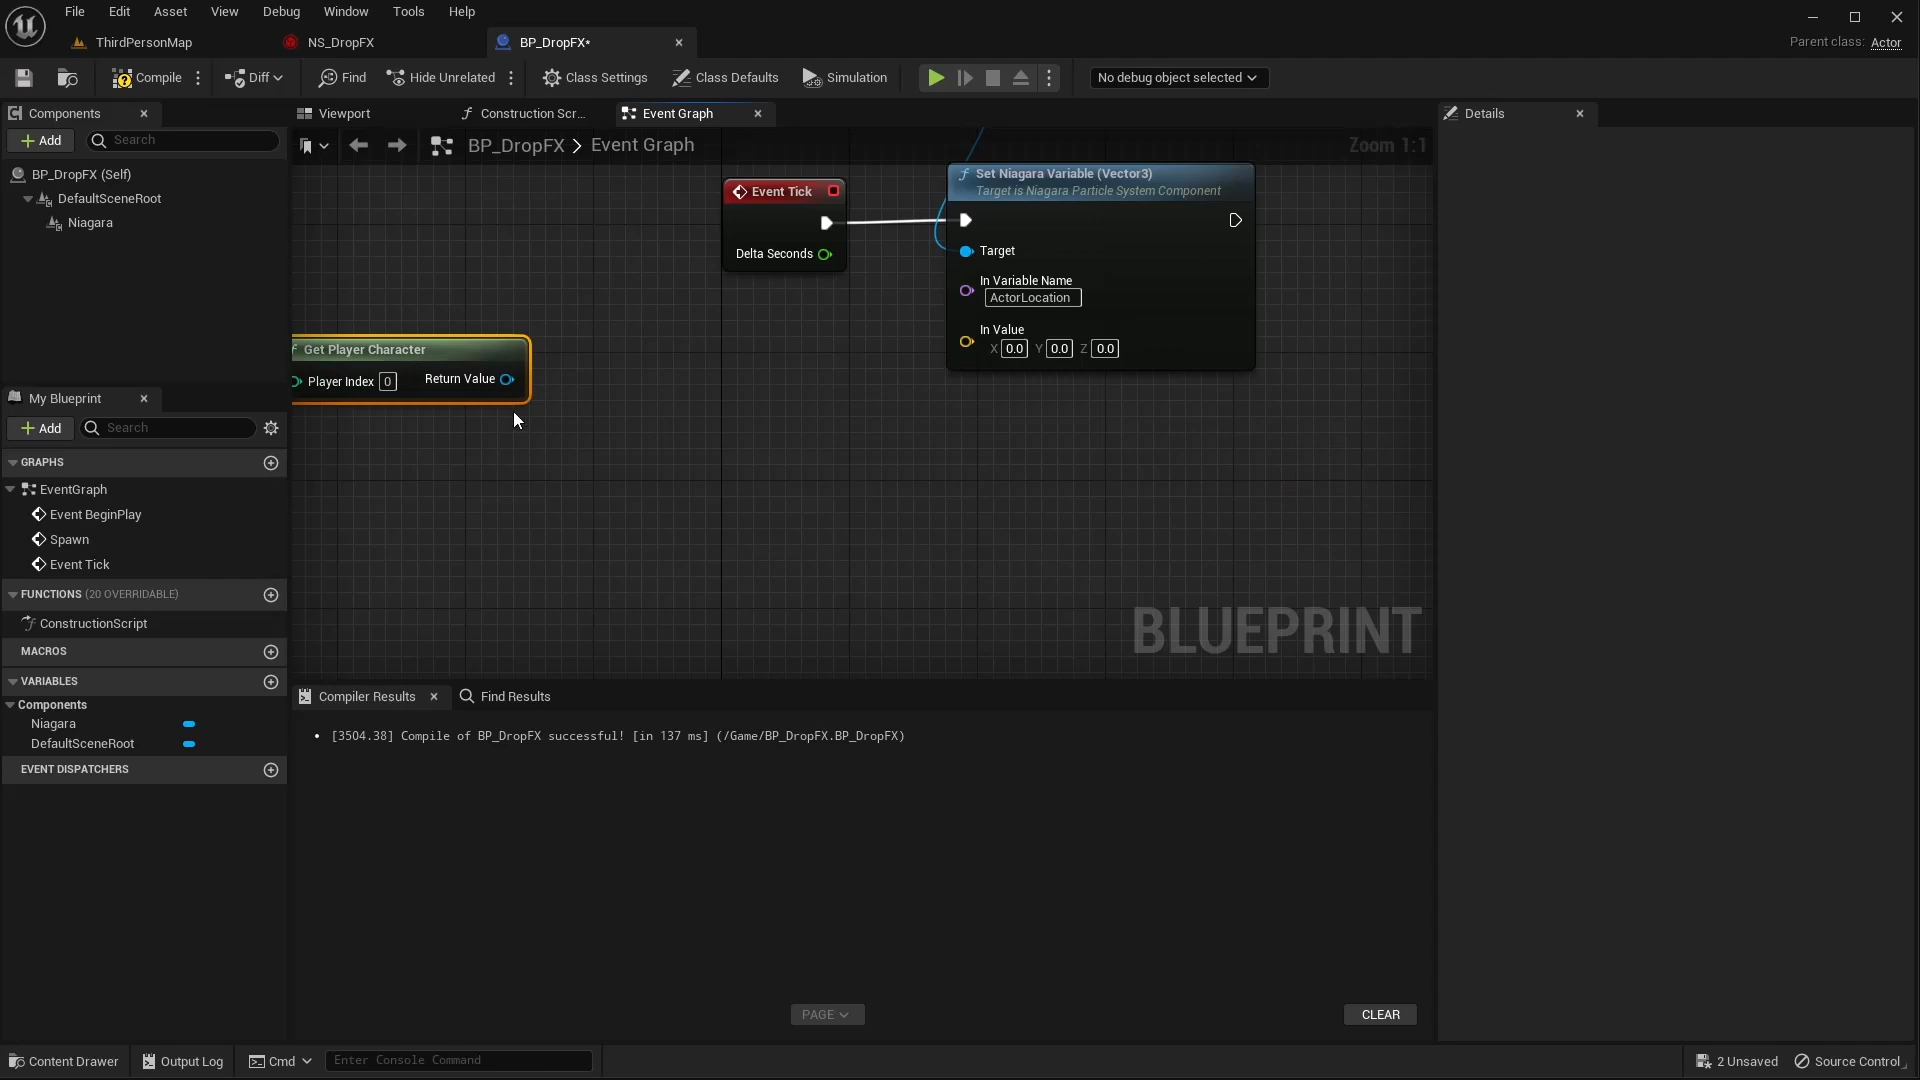 File Edit Asset View Debug Window Tools Help
ThirdPersonMap NS_DropFX BP_DropFX*
Parent class: Actor
Compile Diff Find Hide Unrelated Class Settings Class Defaults Simulation No debug object selected
Components Viewport Construction Scr... Event Graph Details
Add Search
BP_DropFX > Event Graph Zoom 1:1
BP_DropFX (Self)
DefaultSceneRoot
Niagara
Event Tick
Delta Seconds
Set Niagara Variable (Vector3)
Target is Niagara Particle System Component
Target
In Variable Name
ActorLocation
In Value
X 0.0 Y 0.0 Z 0.0
Get Player Character
Player Index 0 Return Value
BLUEPRINT
My Blueprint
Add Search
GRAPHS
EventGraph
Event BeginPlay
Spawn
Event Tick
FUNCTIONS (20 OVERRIDABLE)
ConstructionScript
MACROS
VARIABLES
Components
Niagara
DefaultSceneRoot
EVENT DISPATCHERS
Compiler Results Find Results
[3504.38] Compile of BP_DropFX successful! [in 137 ms] (/Game/BP_DropFX.BP_DropFX)
PAGE CLEAR
Content Drawer Output Log Cmd Enter Console Command 2 Unsaved Source Control